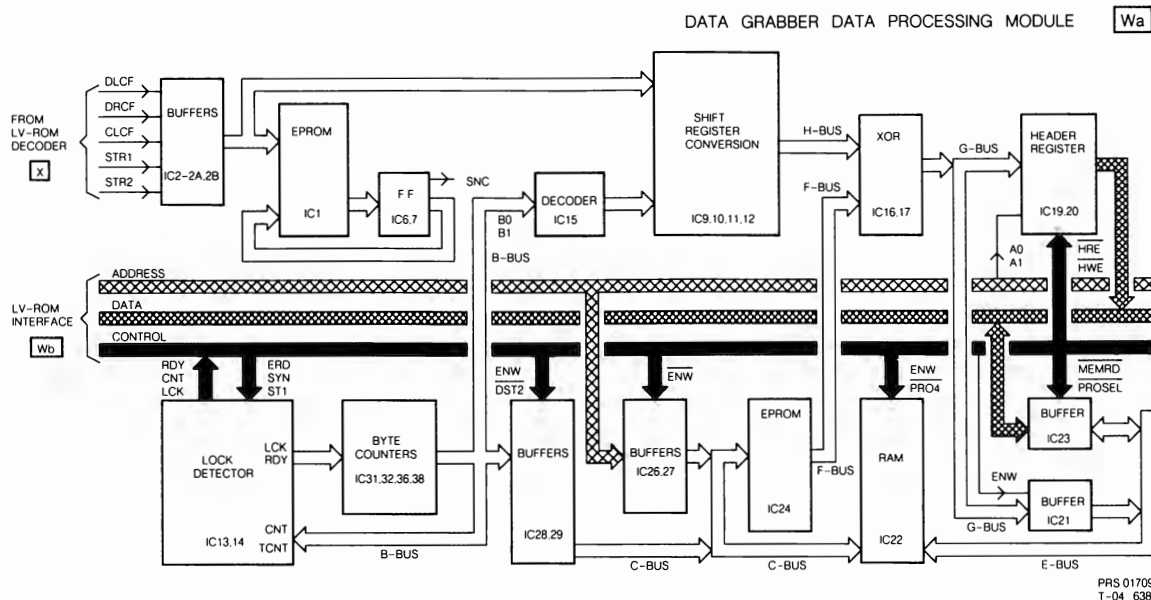 DATA GRABBER DATA PROCESSING MODULE
Wa
FROM
LV-ROM
DECODER
X
DLCF
DRCF
CLCF
STR1
STR2
BUFFERS
IC2-2A,2B
EPROM
IC1
F F
IC6,7
SNC
B0
B1
B-BUS
DECODER
IC15
SHIFT
REGISTER
CONVERSION
IC9.10.11.12
H-BUS
F-BUS
XOR
IC16.17
G-BUS
HEADER
REGISTER
IC19.20
A0
A1
HRE
HWE
LV-ROM
INTERFACE
Wb
ADDRESS
DATA
CONTROL
RDY
CNT
LCK
ERD
SYN
ST1
ENW
DST2
ENW
ENW
PRO4
MEMRD
PROSEL
LOCK
DETECTOR
LCK
RDY
CNT
TCNT
IC13,14
BYTE
COUNTERS
IC31,32,36,38
B-BUS
BUFFERS
IC28.29
BUFFERS
IC26.27
C-BUS
EPROM
IC24
F-BUS
C-BUS
RAM
IC22
BUFFER
IC23
ENW
BUFFER
IC21
G-BUS
E-BUS
PRS 01709
T-04 638